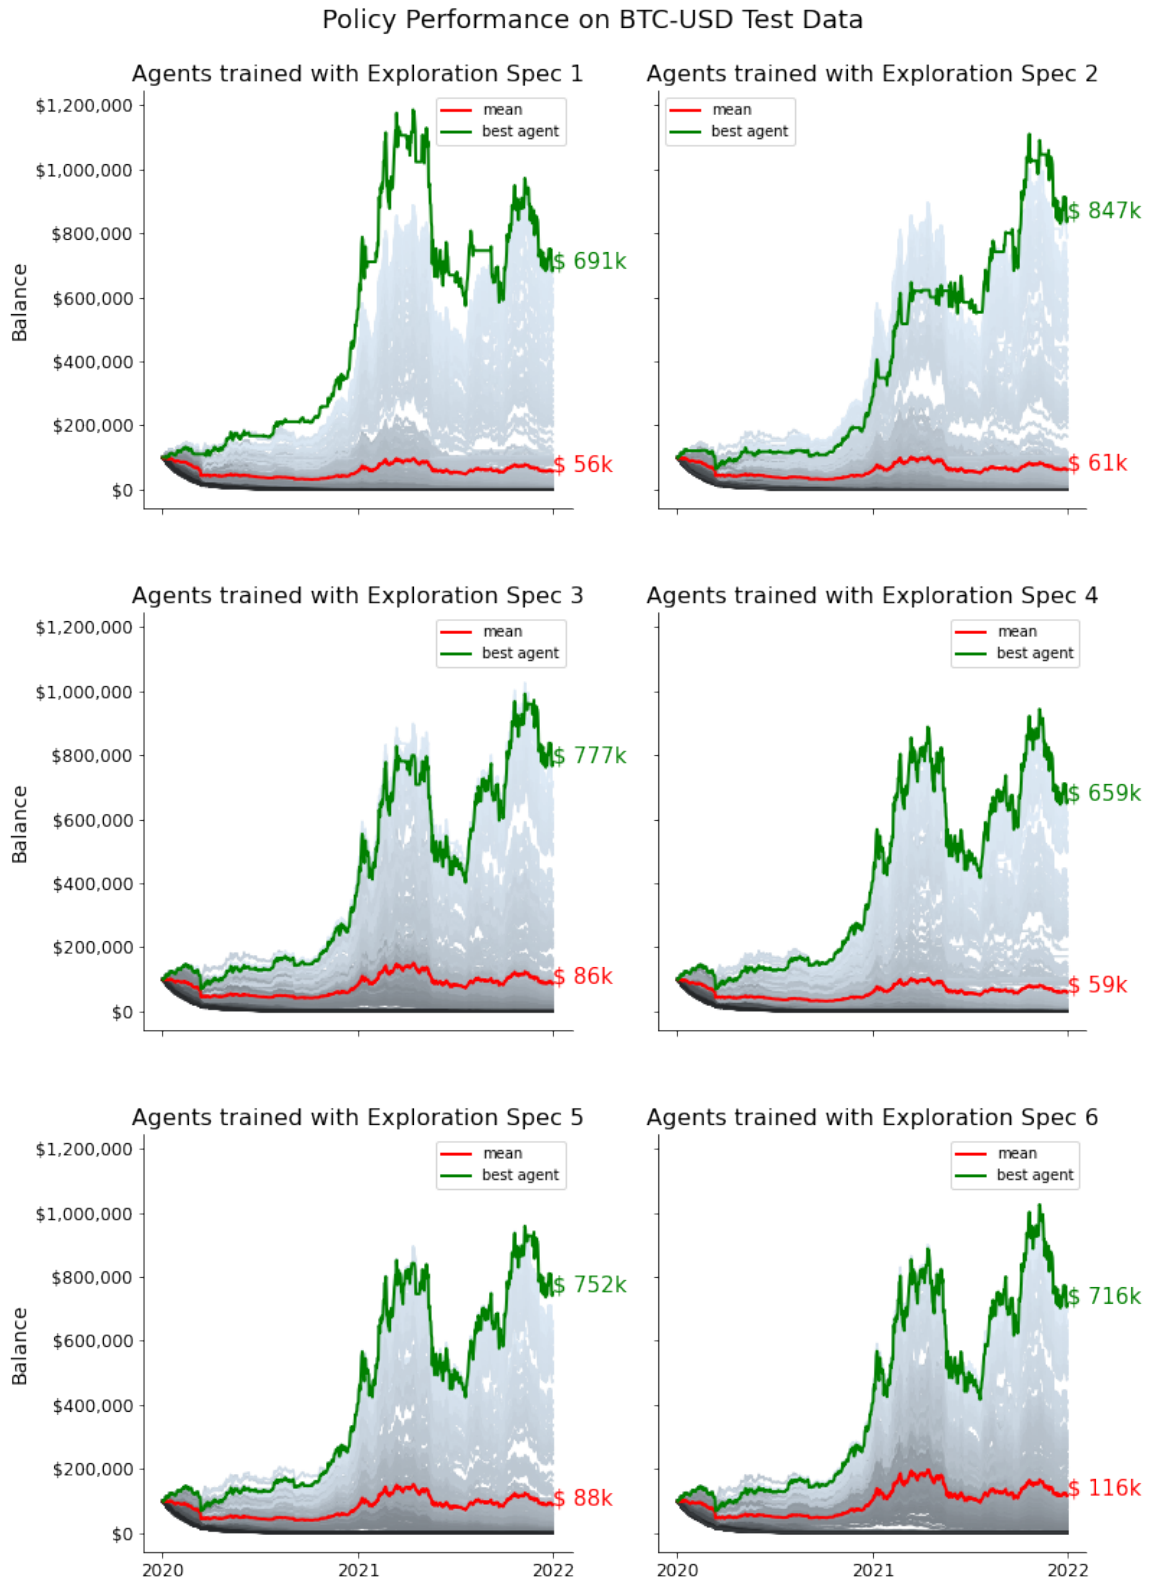 Policy Performance on BTC-USD Test Data
Agents trained with Exploration Spec 1
$1,200,000
$1,000,000
$800,000
$600,000
$400,000
$200,000
$0
Balance
mean
best agent
$ 691k
$ 56k
Agents trained with Exploration Spec 2
mean
best agent
$ 847k
$ 61k
Agents trained with Exploration Spec 3
$1,200,000
$1,000,000
$800,000
$600,000
$400,000
$200,000
$0
Balance
mean
best agent
$ 777k
$ 86k
Agents trained with Exploration Spec 4
mean
best agent
$ 659k
$ 59k
Agents trained with Exploration Spec 5
$1,200,000
$1,000,000
$800,000
$600,000
$400,000
$200,000
$0
Balance
mean
best agent
$ 752k
$ 88k
2020
2021
2022
Agents trained with Exploration Spec 6
mean
best agent
$ 716k
$ 116k
2020
2021
2022